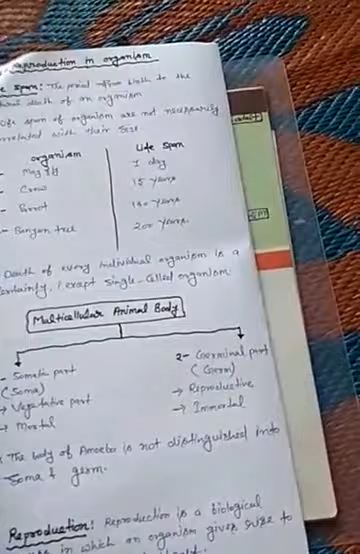 Reproduction in organism
span: The period from birth to the
death of an organism
life span of organism are not necessarily
correlated with their size
organism Life span
May fly 1 day
- Crow 15 years
- Parrot 140 years
- Banyan tree 200 years
Death of every individual organism is a
certainty, (except single-celled organism
Multicellular Animal Body
- Somatic part
(Soma)
→ Vegetative part
→ Mortal
2- Germinal part
(Germ)
→ Reproductive
→ Immortal
The body of Amoeba is not distinguished into
Soma & germ.
Reproduction: Reproduction is a biological
in which an organism gives rise to